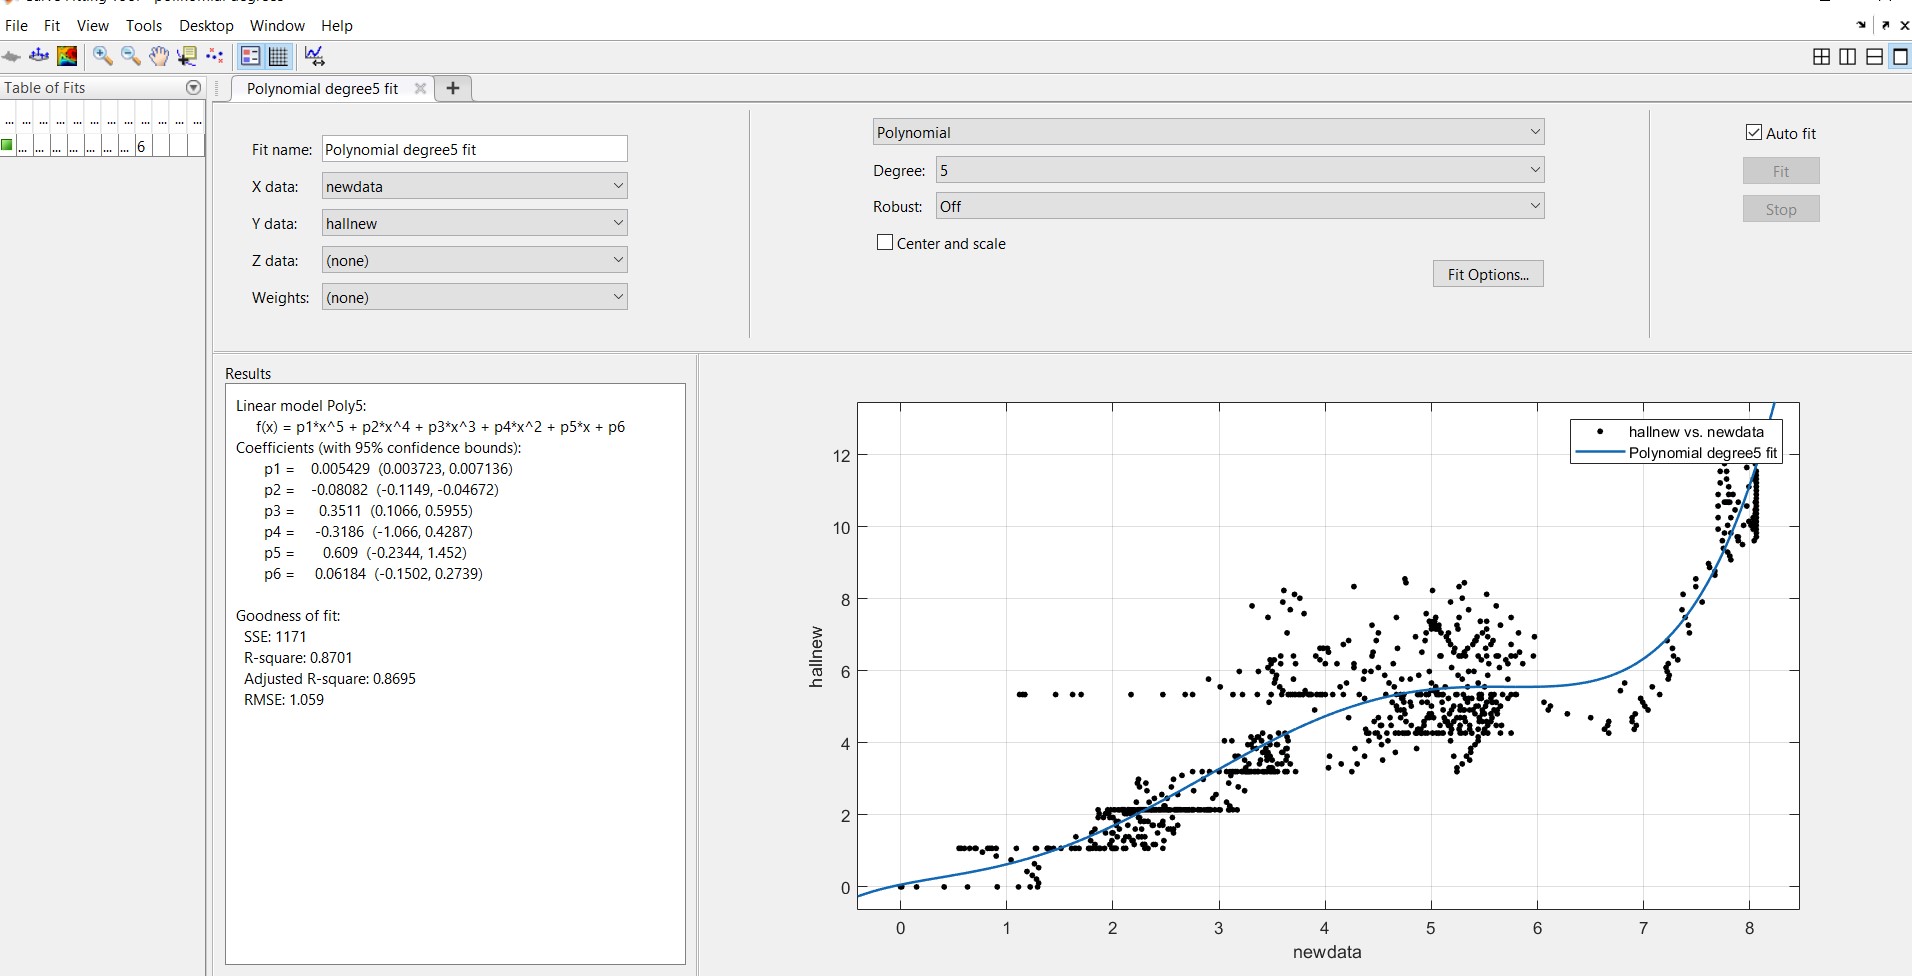 File Fit View Tools Desktop Window Help
Table of Fits
Polynomial degree5 fit
... ... ... ... ... ... ... ... ... ... ... ...
... ... ... ... ... ... ... 6
Fit name: Polynomial degree5 fit
X data: newdata
Y data: hallnew
Z data: (none)
Weights: (none)
Polynomial
Degree: 5
Robust: Off
Center and scale
Fit Options...
Auto fit
Fit
Stop
Results
Linear model Poly5:
f(x) = p1*x^5 + p2*x^4 + p3*x^3 + p4*x^2 + p5*x + p6
Coefficients (with 95% confidence bounds):
p1 = 0.005429 (0.003723, 0.007136)
p2 = -0.08082 (-0.1149, -0.04672)
p3 = 0.3511 (0.1066, 0.5955)
p4 = -0.3186 (-1.066, 0.4287)
p5 = 0.609 (-0.2344, 1.452)
p6 = 0.06184 (-0.1502, 0.2739)
Goodness of fit:
SSE: 1171
R-square: 0.8701
Adjusted R-square: 0.8695
RMSE: 1.059
hallnew vs. newdata
Polynomial degree5 fit
12
10
8
6
4
2
0
hallnew
0 1 2 3 4 5 6 7 8
newdata